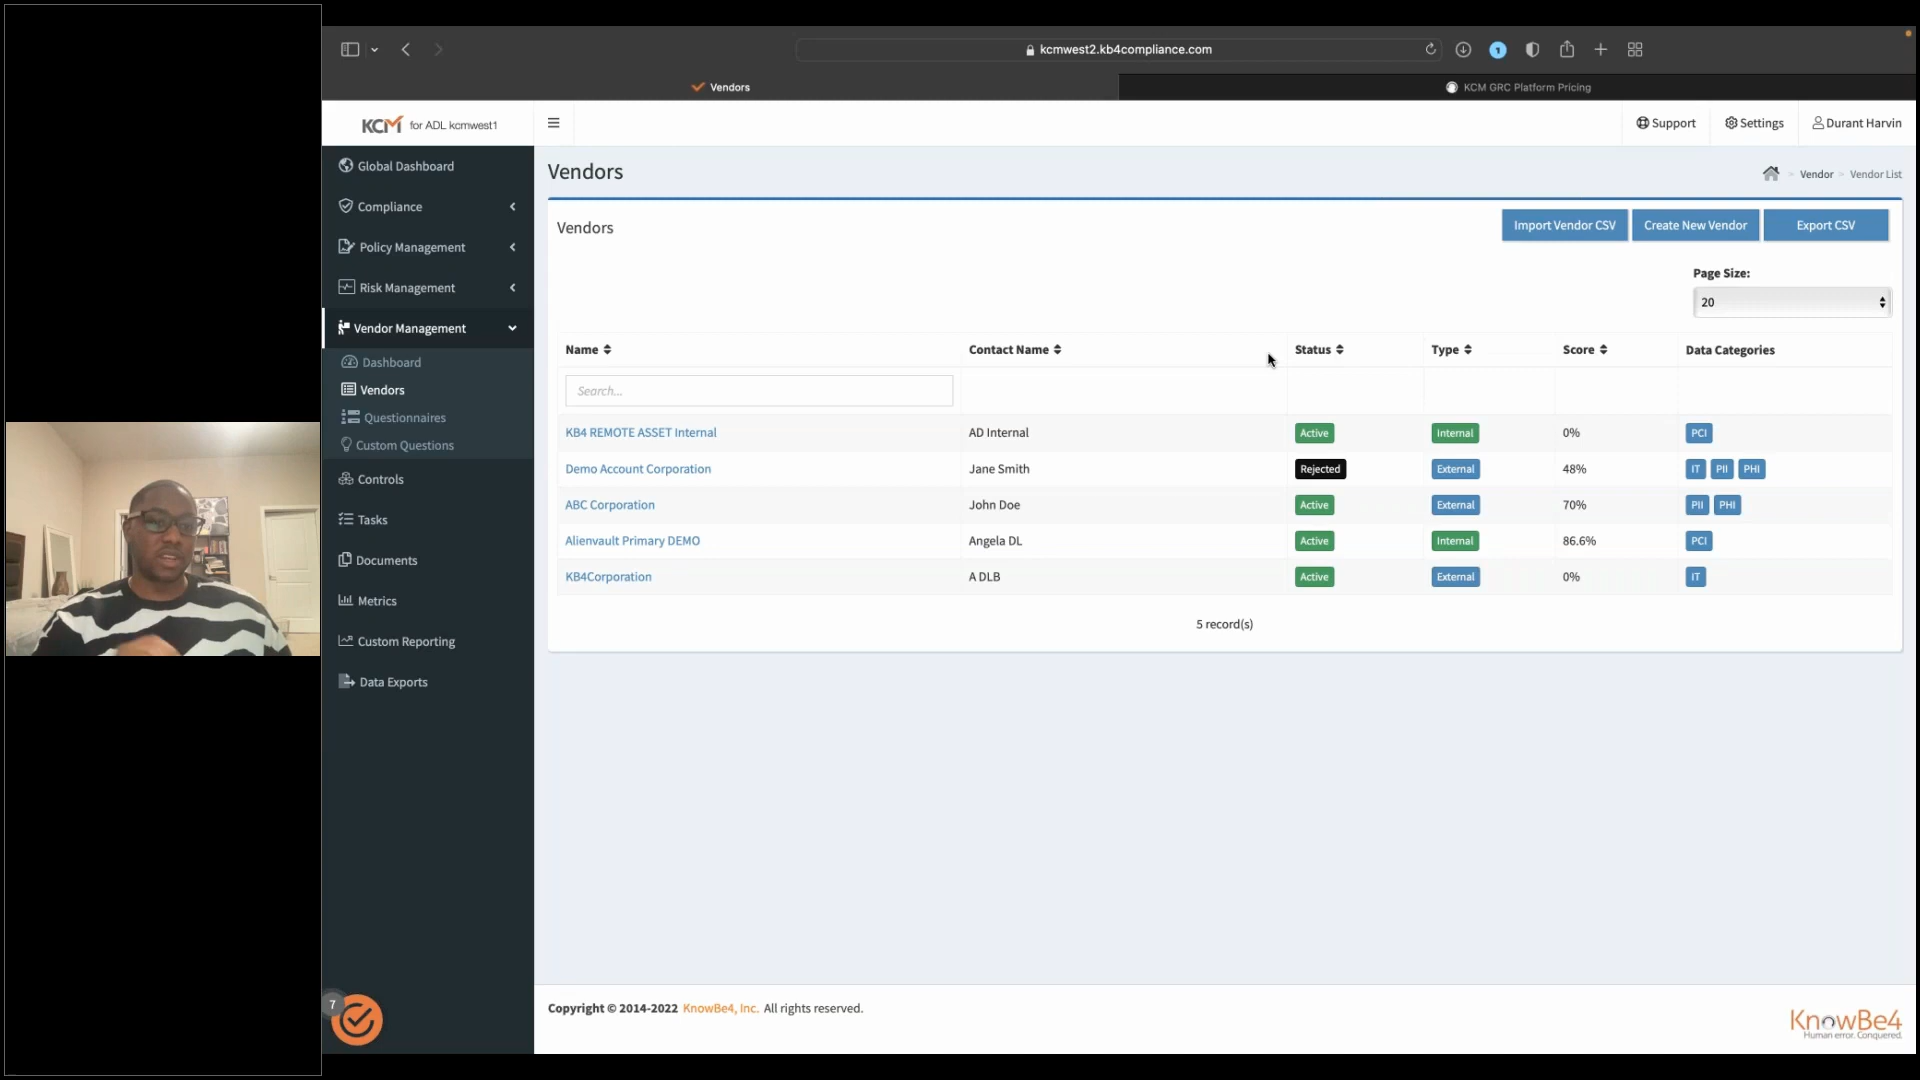 kcmwest2.kb4compliance.com
1
Vendors
KCM GRC Platform Pricing
KCM for ADL kcmwest1
Support
Settings
Durant Harvin
Global Dashboard
Compliance
Policy Management
Risk Management
Vendor Management
Dashboard
Vendors
Questionnaires
Custom Questions
Controls
Tasks
Documents
Metrics
Custom Reporting
Data Exports
7
Vendors
Vendor
Vendor List
Vendors
Import Vendor CSV
Create New Vendor
Export CSV
Page Size:
20
Name Contact Name Status Type Score Data Categories
Search...
KB4 REMOTE ASSET Internal AD Internal Active Internal 0% PCI
Demo Account Corporation Jane Smith Rejected External 48% IT PII PHI
ABC Corporation John Doe Active External 70% PII PHI
Alienvault Primary DEMO Angela DL Active Internal 86.6% PCI
KB4Corporation A DLB Active External 0% IT
5 record(s)
Copyright © 2014-2022 KnowBe4, Inc. All rights reserved.
KnowBe4
Human error. Conquered.